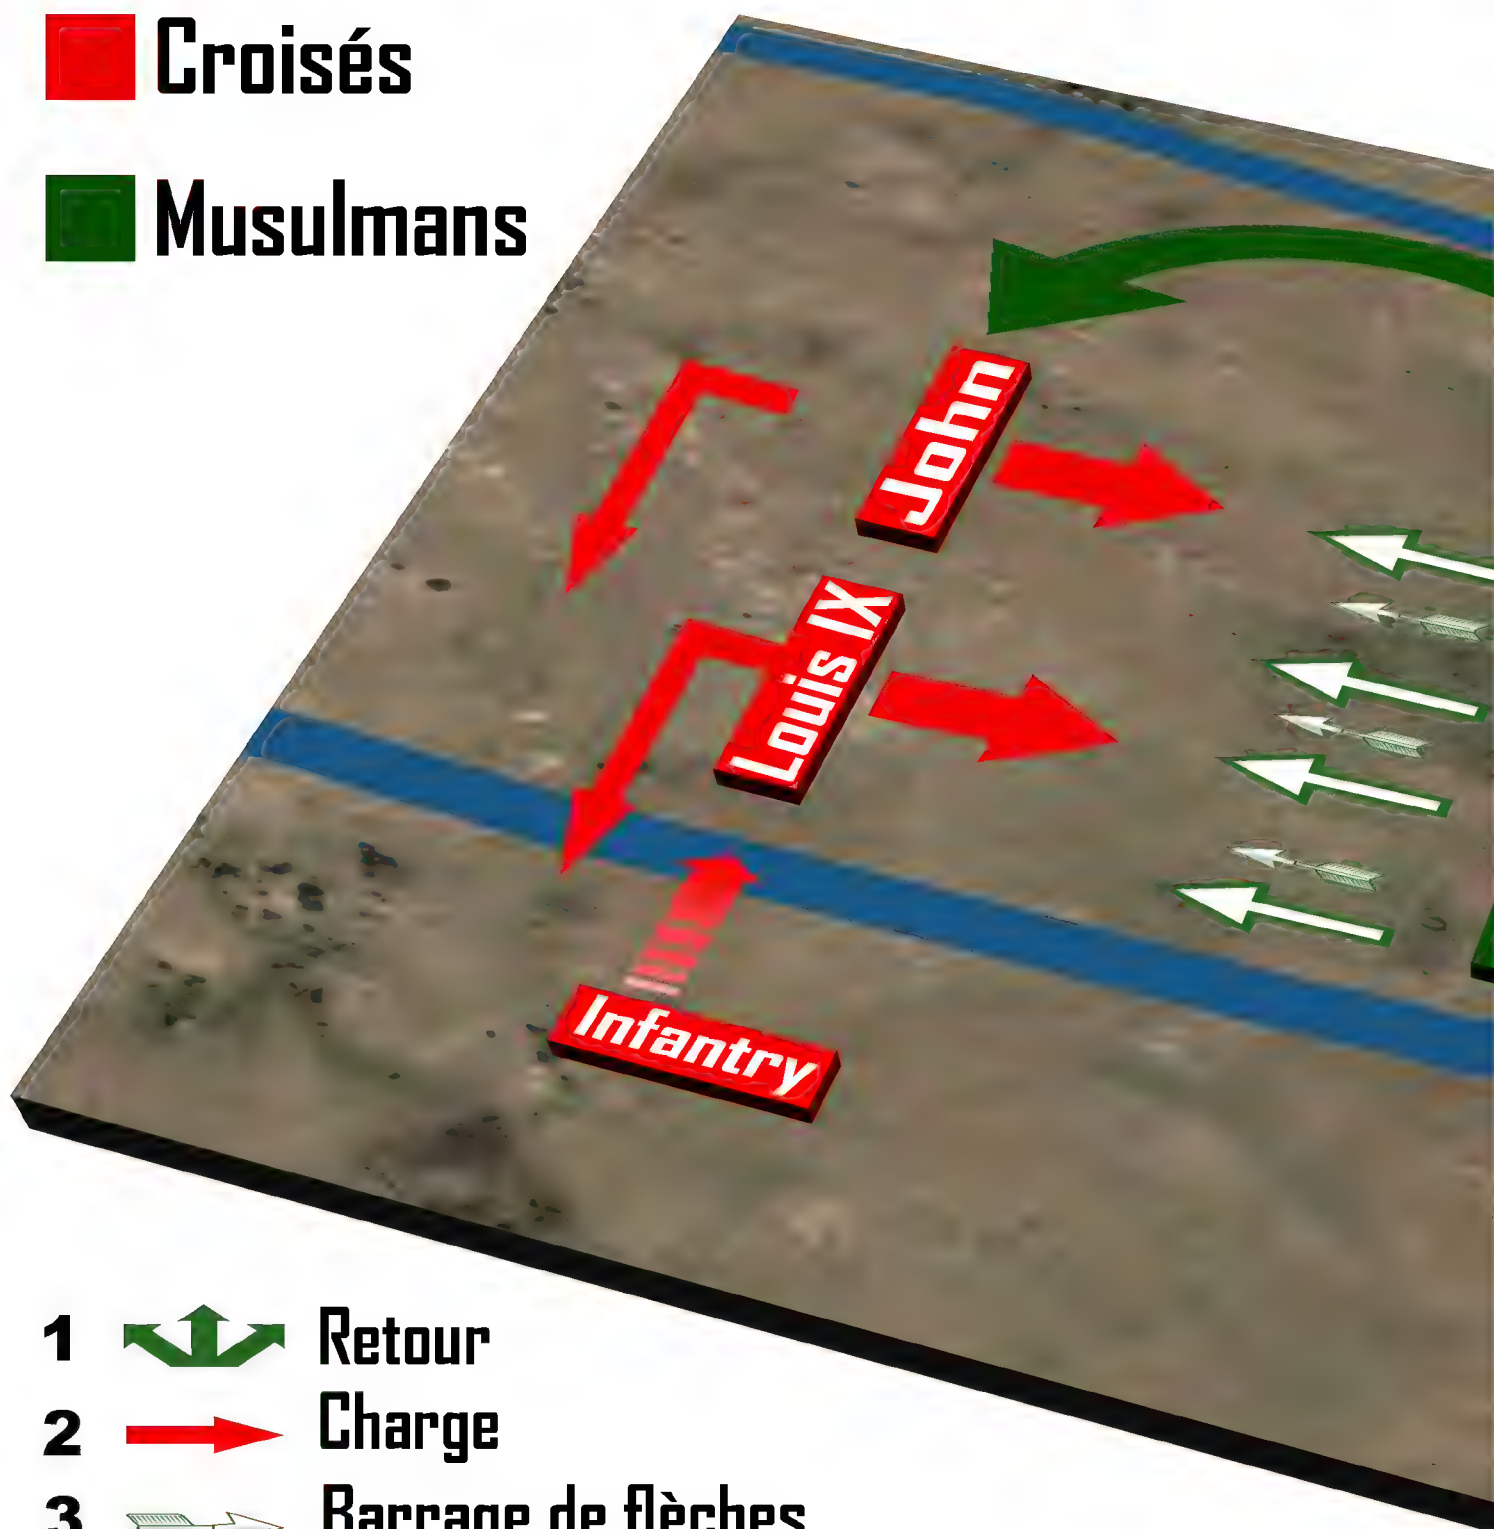 Croisés
Musulmans
John
Louis IX
Infantry
1 Retour
2 Charge
3 Barrage de flèches